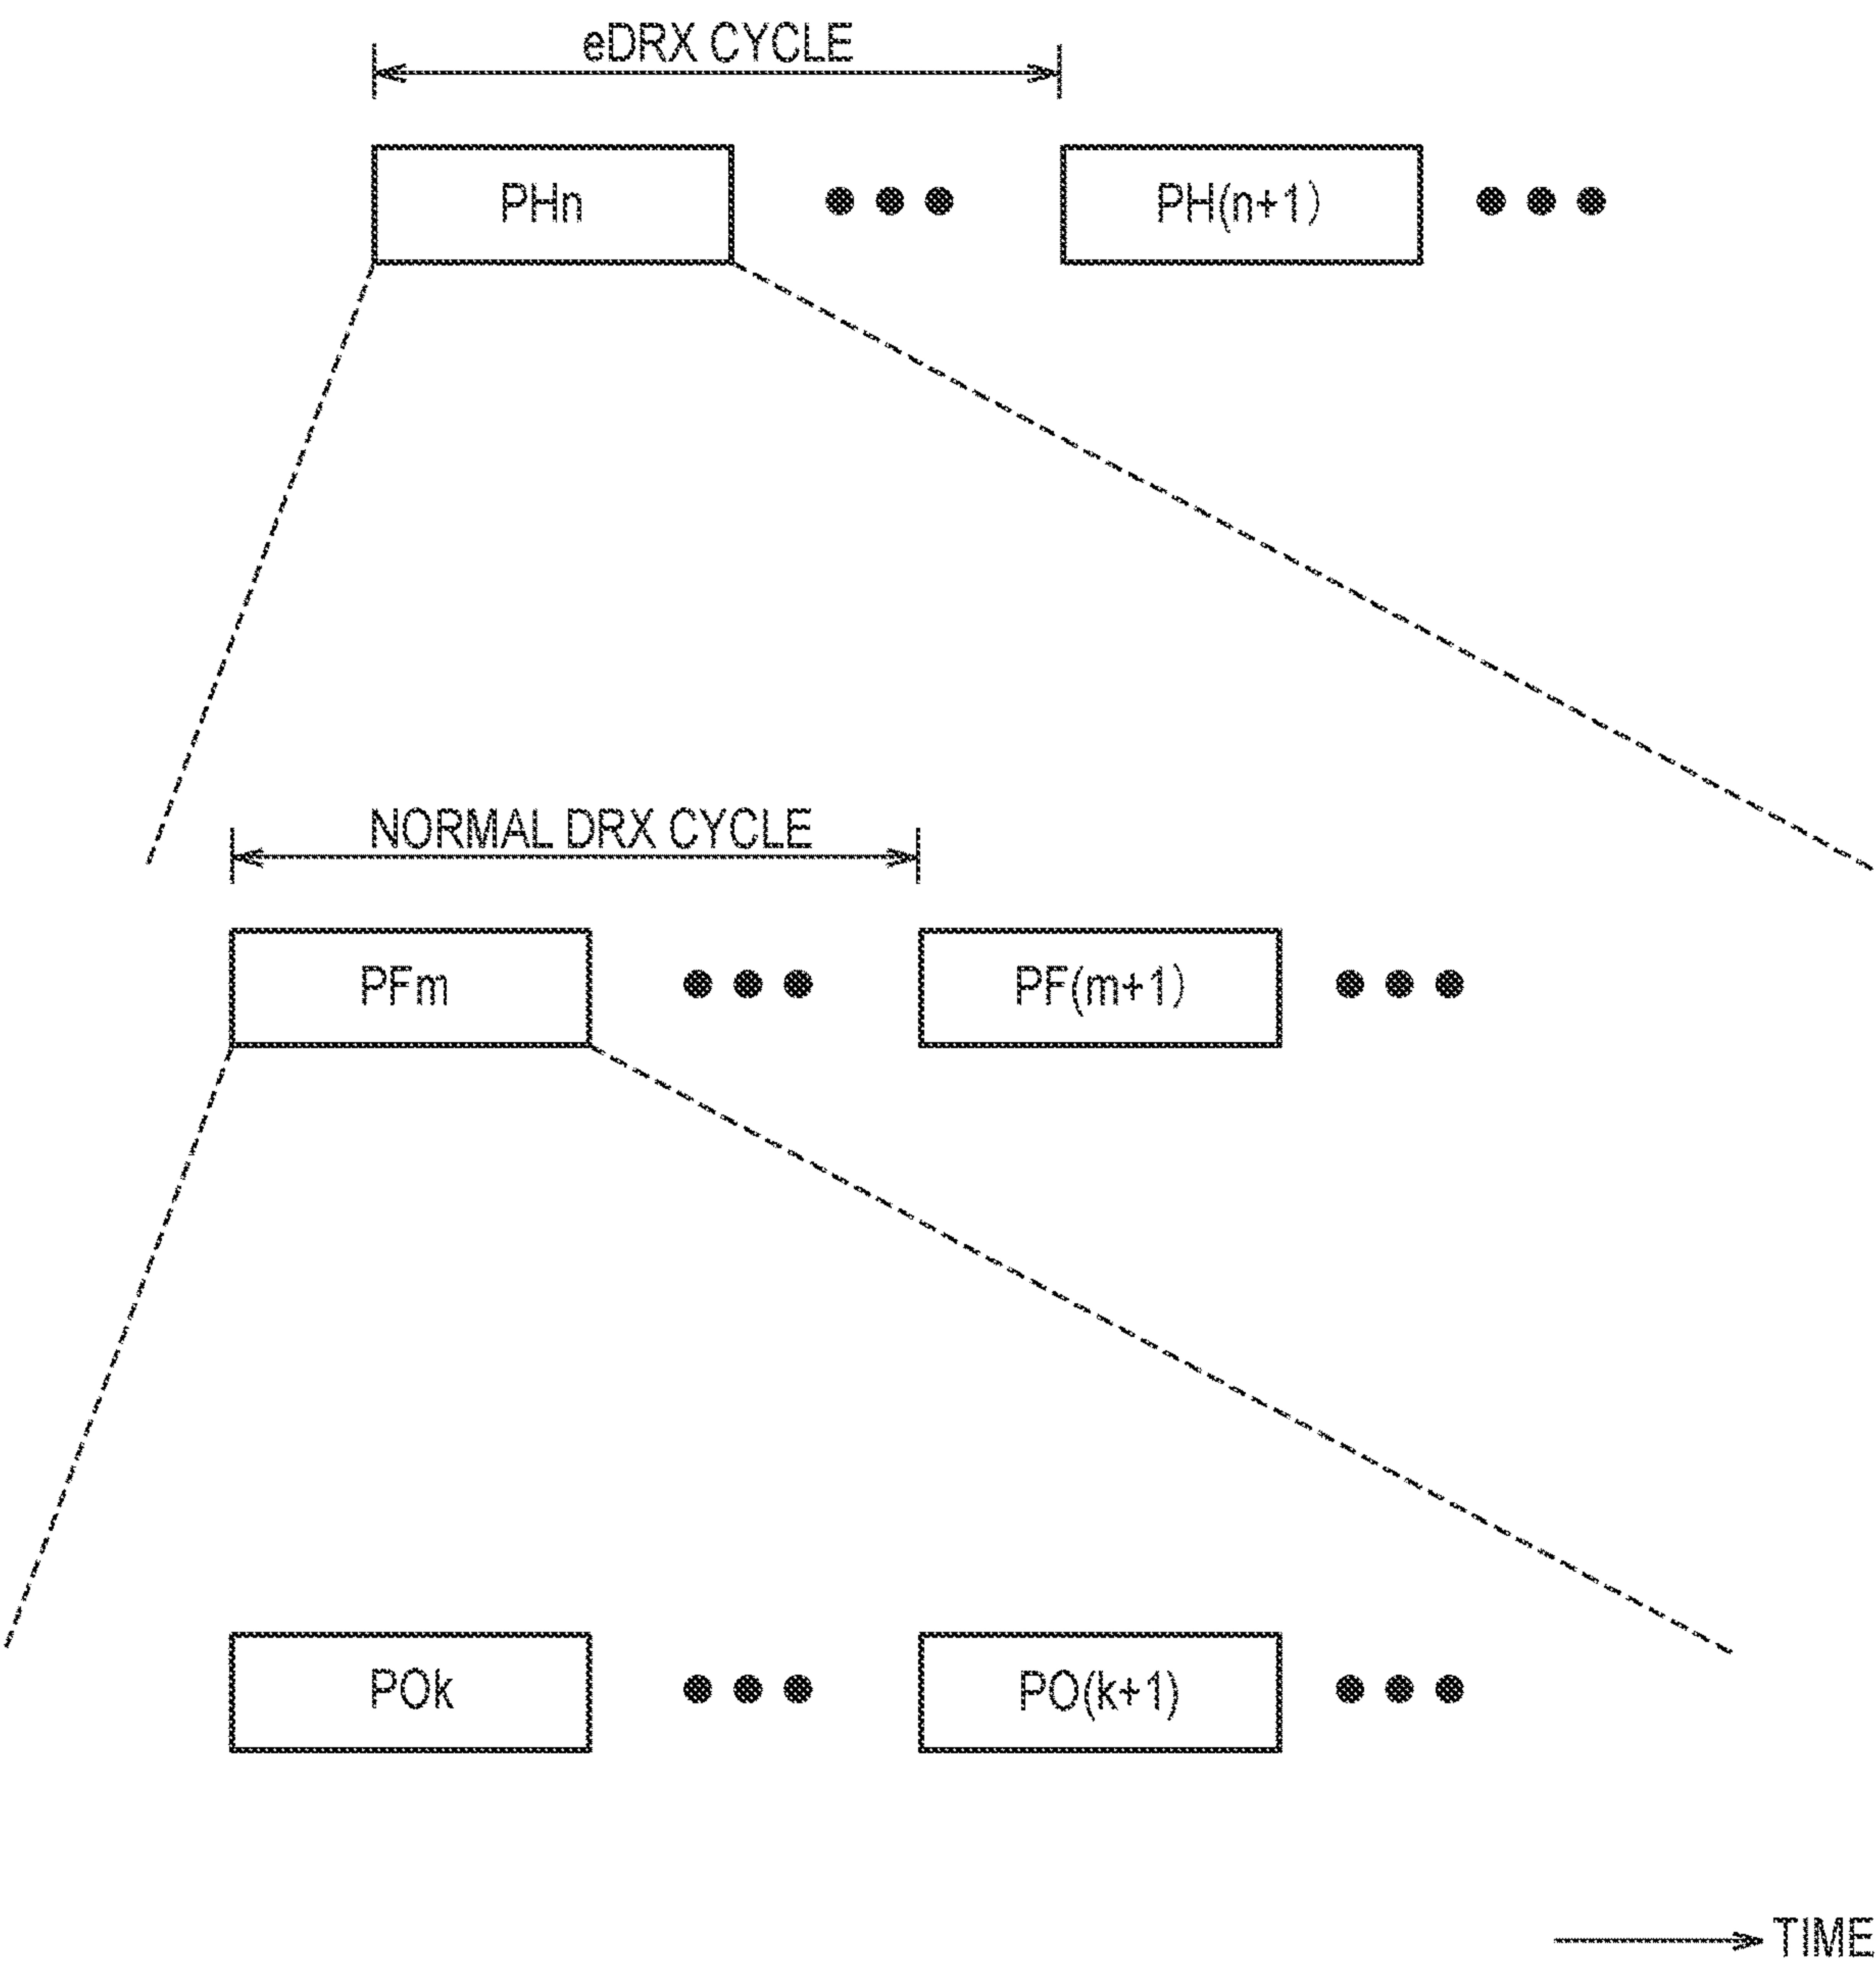 eDRX CYCLE
PHn
PH(n+1)
NORMAL DRX CYCLE
PFm
PF(m+1)
POk
PO(k+1)
TIME